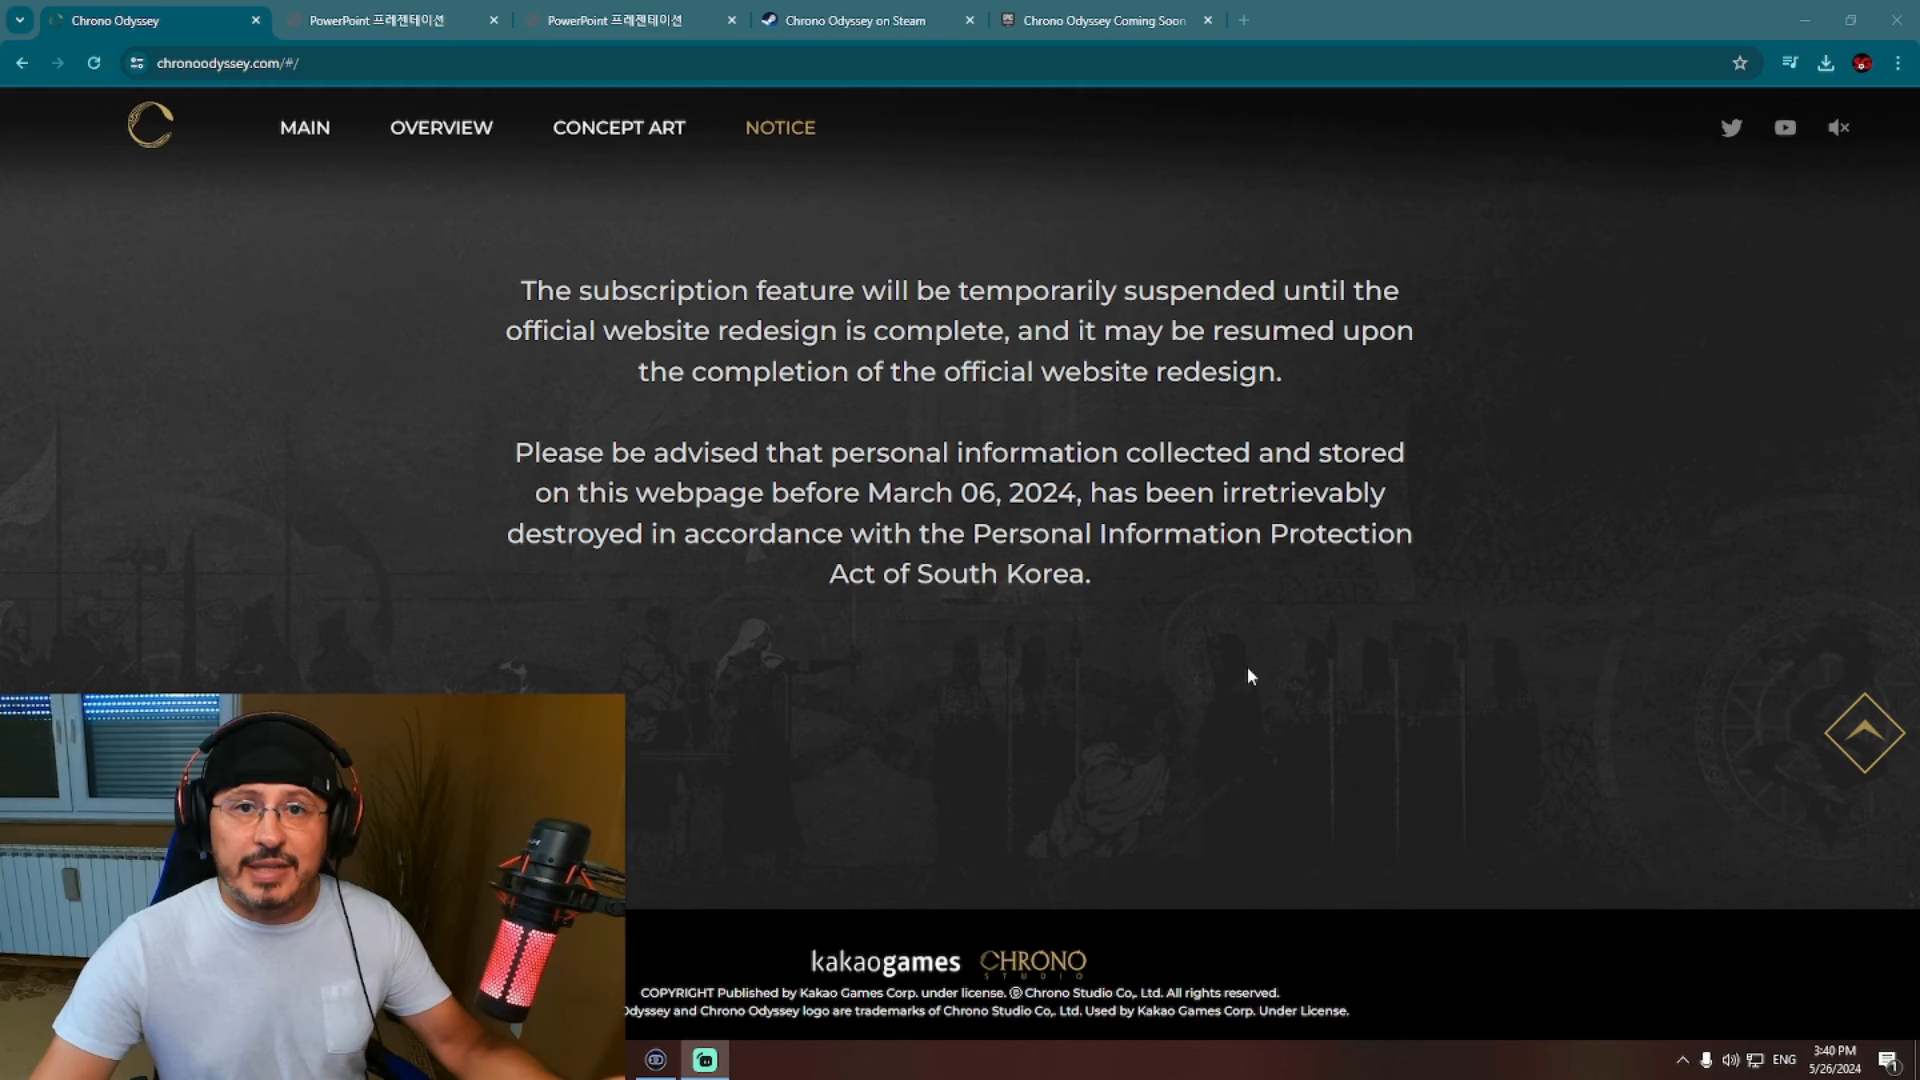 Chrono Odyssey
PowerPoint 프레젠테이션
PowerPoint 프레젠테이션
Chrono Odyssey on Steam
Chrono Odyssey Coming Soon
chronoodyssey.com/#/
MAIN
OVERVIEW
CONCEPT ART
NOTICE
The subscription feature will be temporarily suspended until the
official website redesign is complete, and it may be resumed upon
the completion of the official website redesign.
Please be advised that personal information collected and stored
on this webpage before March 06, 2024, has been irretrievably
destroyed in accordance with the Personal Information Protection
Act of South Korea.
kakaogames
CHRONO
STUDIO
COPYRIGHT Published by Kakao Games Corp. under license. ⓒ Chrono Studio Co,. Ltd. All rights reserved.
Odyssey and Chrono Odyssey logo are trademarks of Chrono Studio Co,. Ltd. Used by Kakao Games Corp. Under License.
ENG
3:40 PM
5/26/2024
1